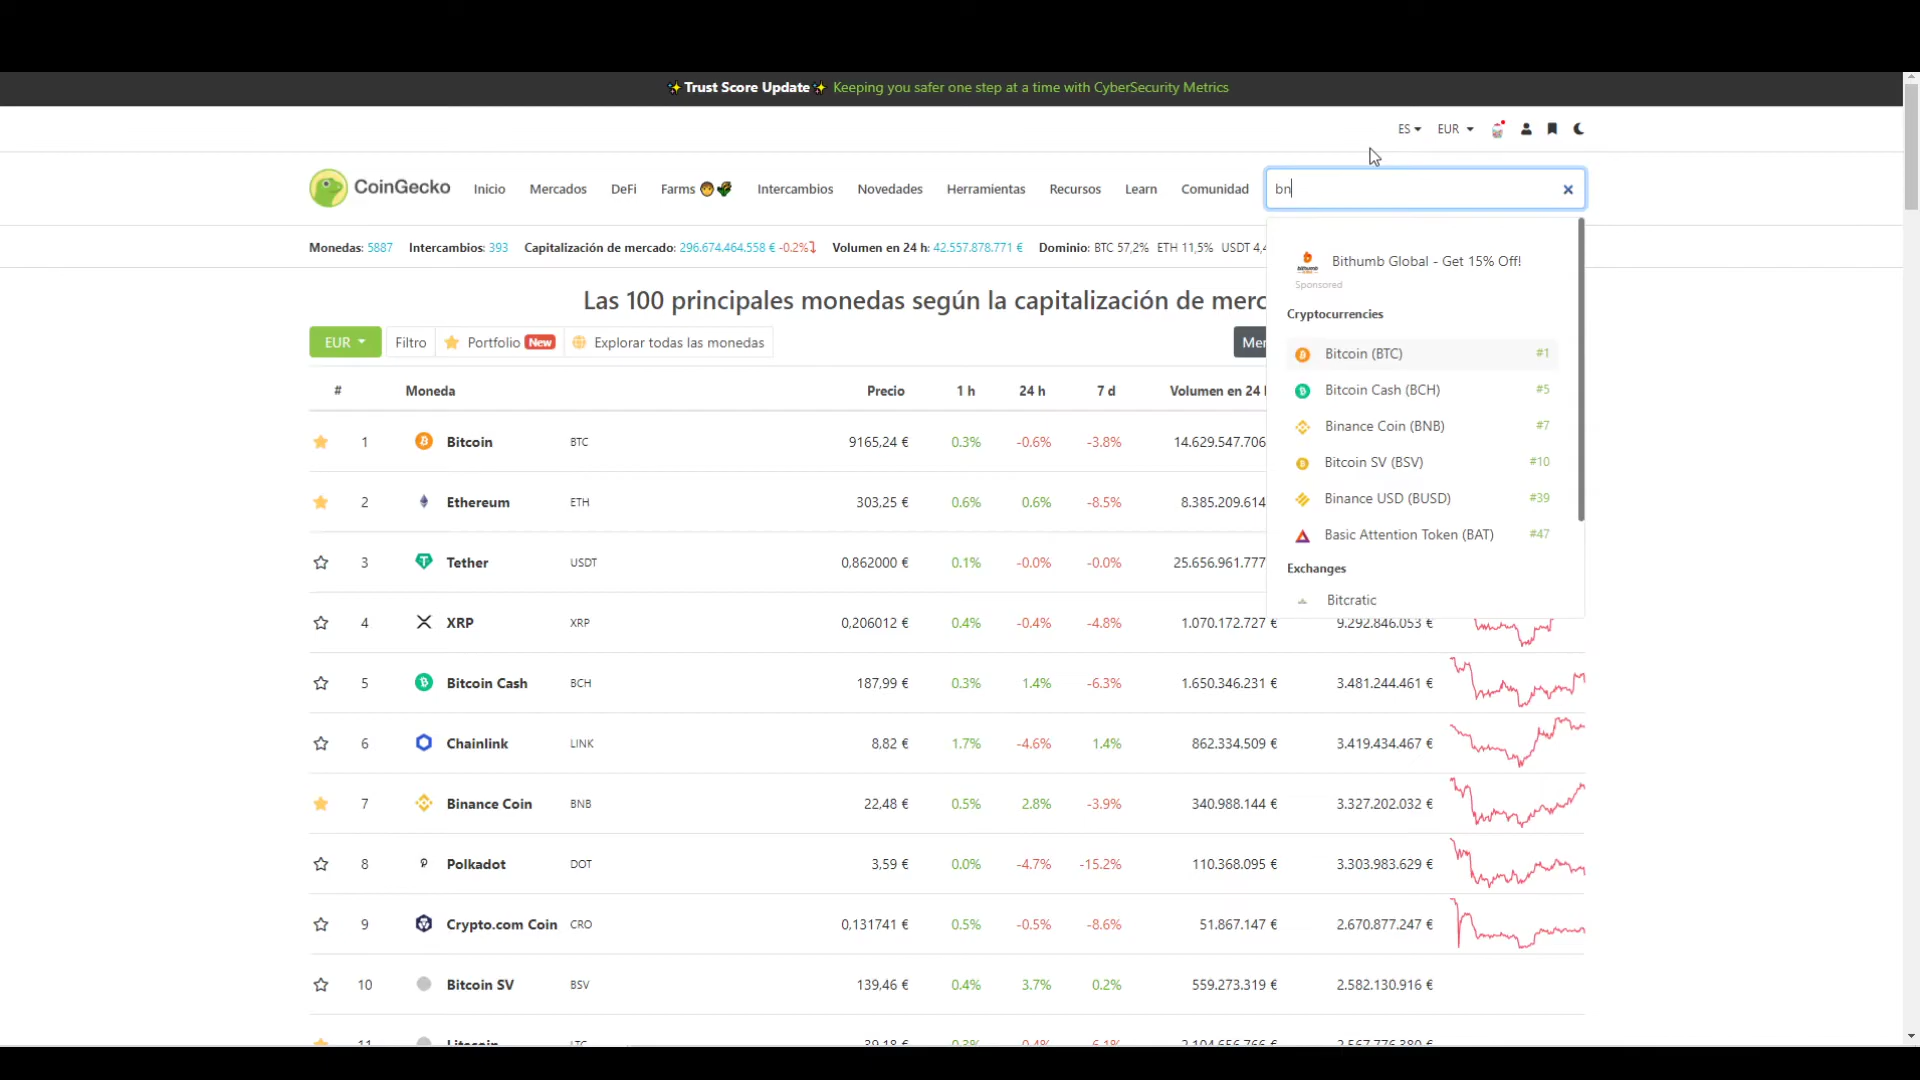 ✨ Trust Score Update ✨ Keeping you safer one step at a time with CyberSecurity Metrics
ES EUR
CoinGecko Inicio Mercados DeFi Farms Intercambios Novedades Herramientas Recursos Learn Comunidad bn
Monedas: 5887 Intercambios: 393 Capitalización de mercado: 296.674.464.558 € -0.2% Volumen en 24 h: 42.557.878.771 € Dominio: BTC 57,2% ETH 11,5% USDT 4,4
Bithumb Global - Get 15% Off!
Sponsored
Cryptocurrencies
Bitcoin (BTC) #1
Bitcoin Cash (BCH) #5
Binance Coin (BNB) #7
Bitcoin SV (BSV) #10
Binance USD (BUSD) #39
Basic Attention Token (BAT) #47
Exchanges
Bitcratic
Las 100 principales monedas según la capitalización de merc
EUR Filtro Portfolio New Explorar todas las monedas Mer
# Moneda Precio 1 h 24 h 7 d Volumen en 24 h
1 Bitcoin BTC 9165,24 € 0.3% -0.6% -3.8% 14.629.547.706
2 Ethereum ETH 303,25 € 0.6% 0.6% -8.5% 8.385.209.614
3 Tether USDT 0,862000 € 0.1% -0.0% -0.0% 25.656.961.777
4 XRP XRP 0,206012 € 0.4% -0.4% -4.8% 1.070.172.727 € 9.292.846.053 €
5 Bitcoin Cash BCH 187,99 € 0.3% 1.4% -6.3% 1.650.346.231 € 3.481.244.461 €
6 Chainlink LINK 8,82 € 1.7% -4.6% 1.4% 862.334.509 € 3.419.434.467 €
7 Binance Coin BNB 22,48 € 0.5% 2.8% -3.9% 340.988.144 € 3.327.202.032 €
8 Polkadot DOT 3,59 € 0.0% -4.7% -15.2% 110.368.095 € 3.303.983.629 €
9 Crypto.com Coin CRO 0,131741 € 0.5% -0.5% -8.6% 51.867.147 € 2.670.877.247 €
10 Bitcoin SV BSV 139,46 € 0.4% 3.7% 0.2% 559.273.319 € 2.582.130.916 €
11 Litecoin LTC 39,18 € 0.3%